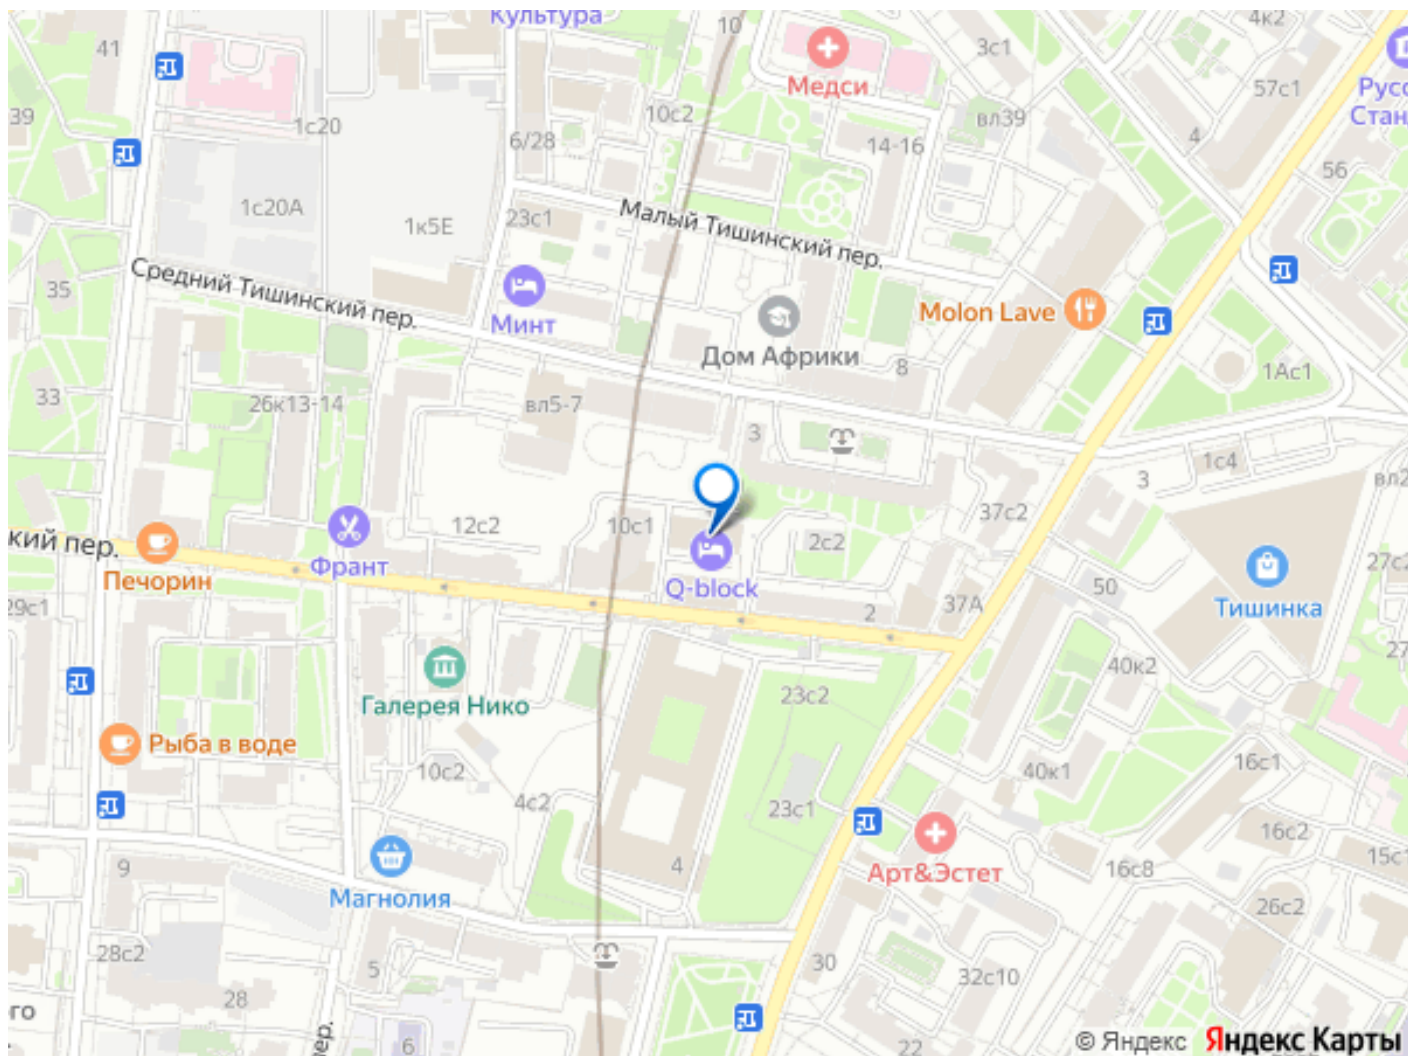 Культура
10
4к2
41
3с1
Медси
57с1
Русс
Стан
39
1с20
6/28
10с2
14-16
вл39
4
56
1с20А
1к5Е
23с1
Малый Тишинский пер.
Средний Тишинский пер.
35
Минт
Molon Lave
Дом Африки
8
1Ас1
33
26к13-14
вл5-7
3
1с4
3
вл2
12с2
10с1
37с2
2с2
кий пер.
Печорин
Франт
Q-block
27с2
Тишинка
29с1
2
37А
50
40к2
27
23с2
Галерея Нико
Рыба в воде
10с2
4с2
23с1
40к1
16с1
16с2
15с1
9
4
Арт&Эстет
16с8
Магнолия
26с2
28с2
5
30
32с10
го
28
пер.
6
22
© Яндекс Яндекс Карты